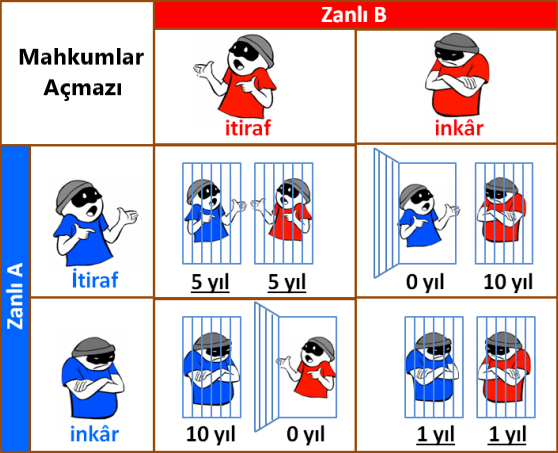 Mahkumlar
Açmazı
Zanlı B
itiraf
inkâr
Zanlı A
İtiraf
5 yıl 5 yıl
0 yıl 10 yıl
inkâr
10 yıl 0 yıl
1 yıl 1 yıl